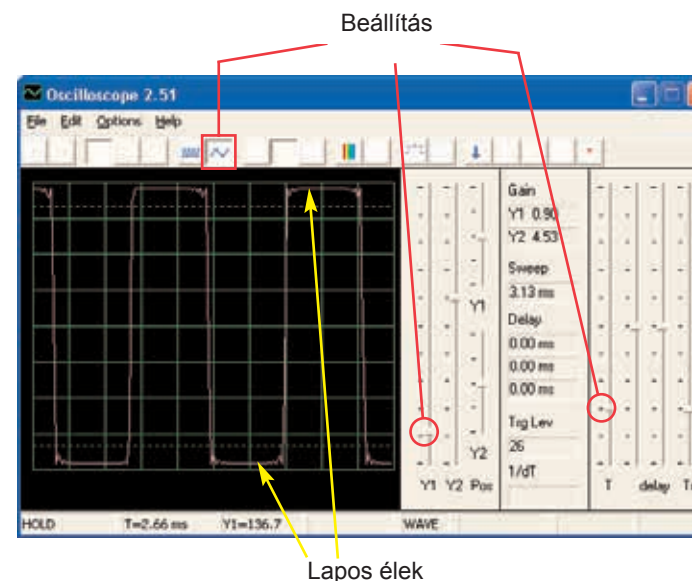 Beállítás
Oscilloscope 2.51
File Edit Options Help
Gain
Y1 0.90
Y2 4.53
Sweep
3.13 ms
Delay
0.00 ms
0.00 ms
0.00 ms
Trg Lev
26
1/dT
Y1
Y2
Y1 Y2 Pos
T delay
HOLD T=2.66 ms Y1=136.7 WAVE
Lapos élek